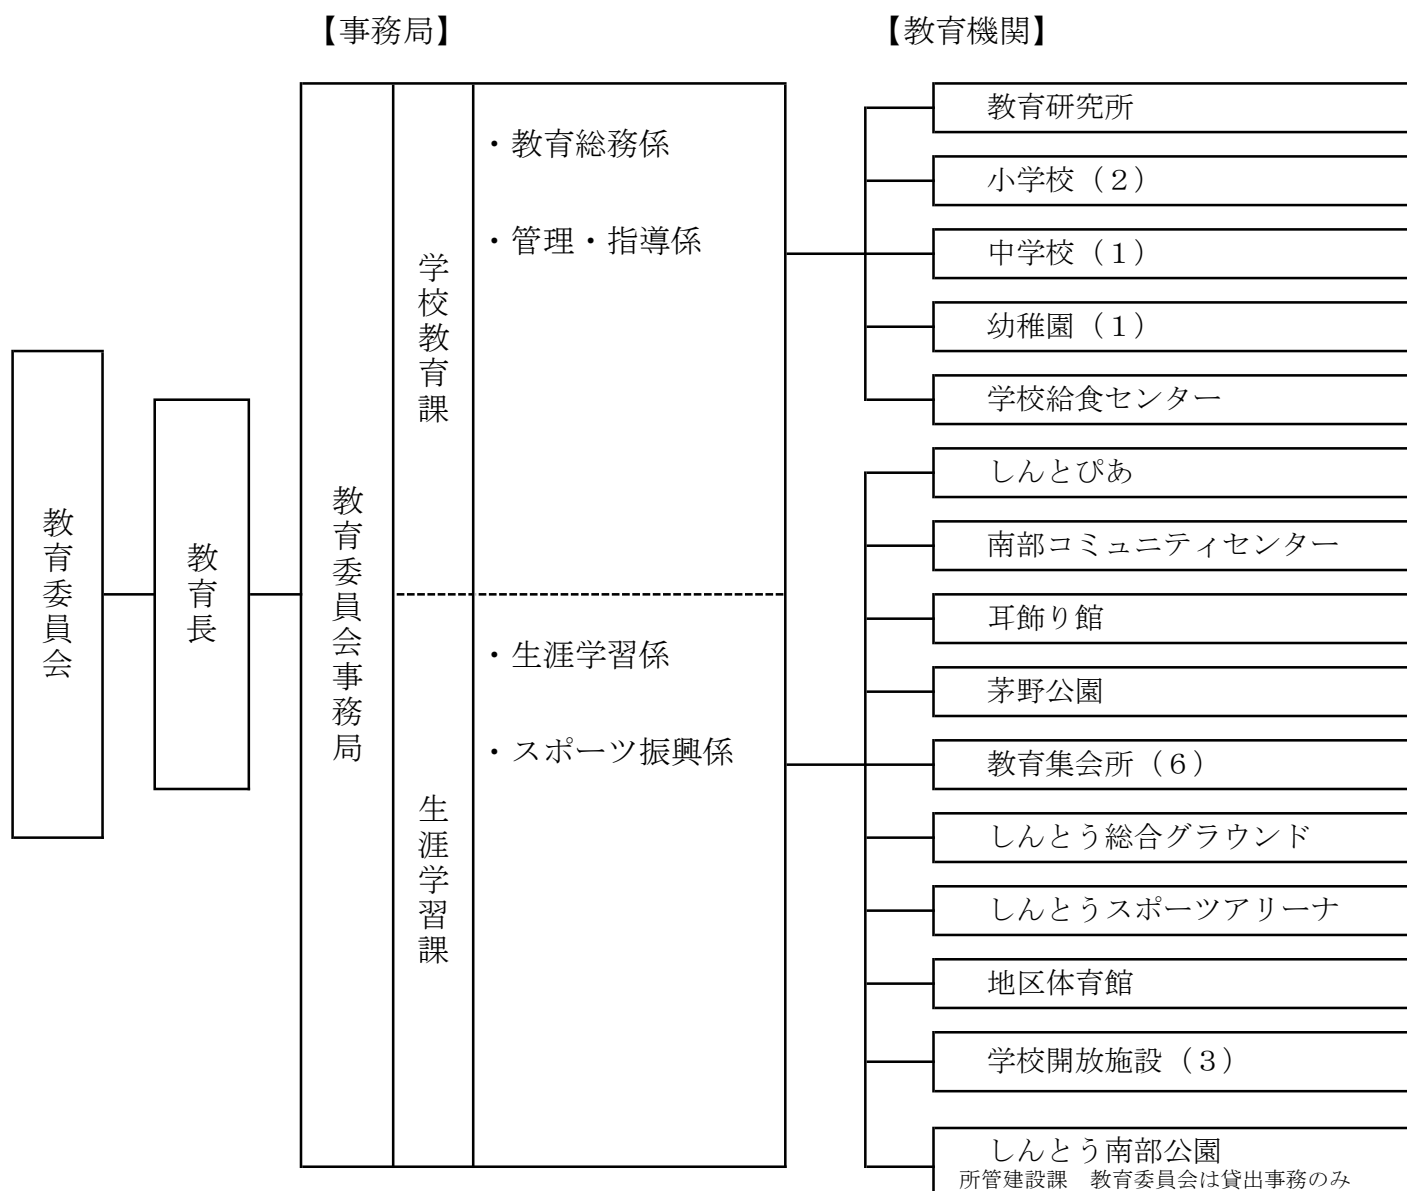 【事務局】
【教育機関】
教育委員会
教育長
教育委員会事務局
学校教育課
・教育総務係
・管理・指導係
生涯学習課
・生涯学習係
・スポーツ振興係
教育研究所
小学校（２）
中学校（１）
幼稚園（１）
学校給食センター
しんとぴあ
南部コミュニティセンター
耳飾り館
茅野公園
教育集会所（６）
しんとう総合グラウンド
しんとうスポーツアリーナ
地区体育館
学校開放施設（３）
しんとう南部公園
所管建設課　教育委員会は貸出事務のみ